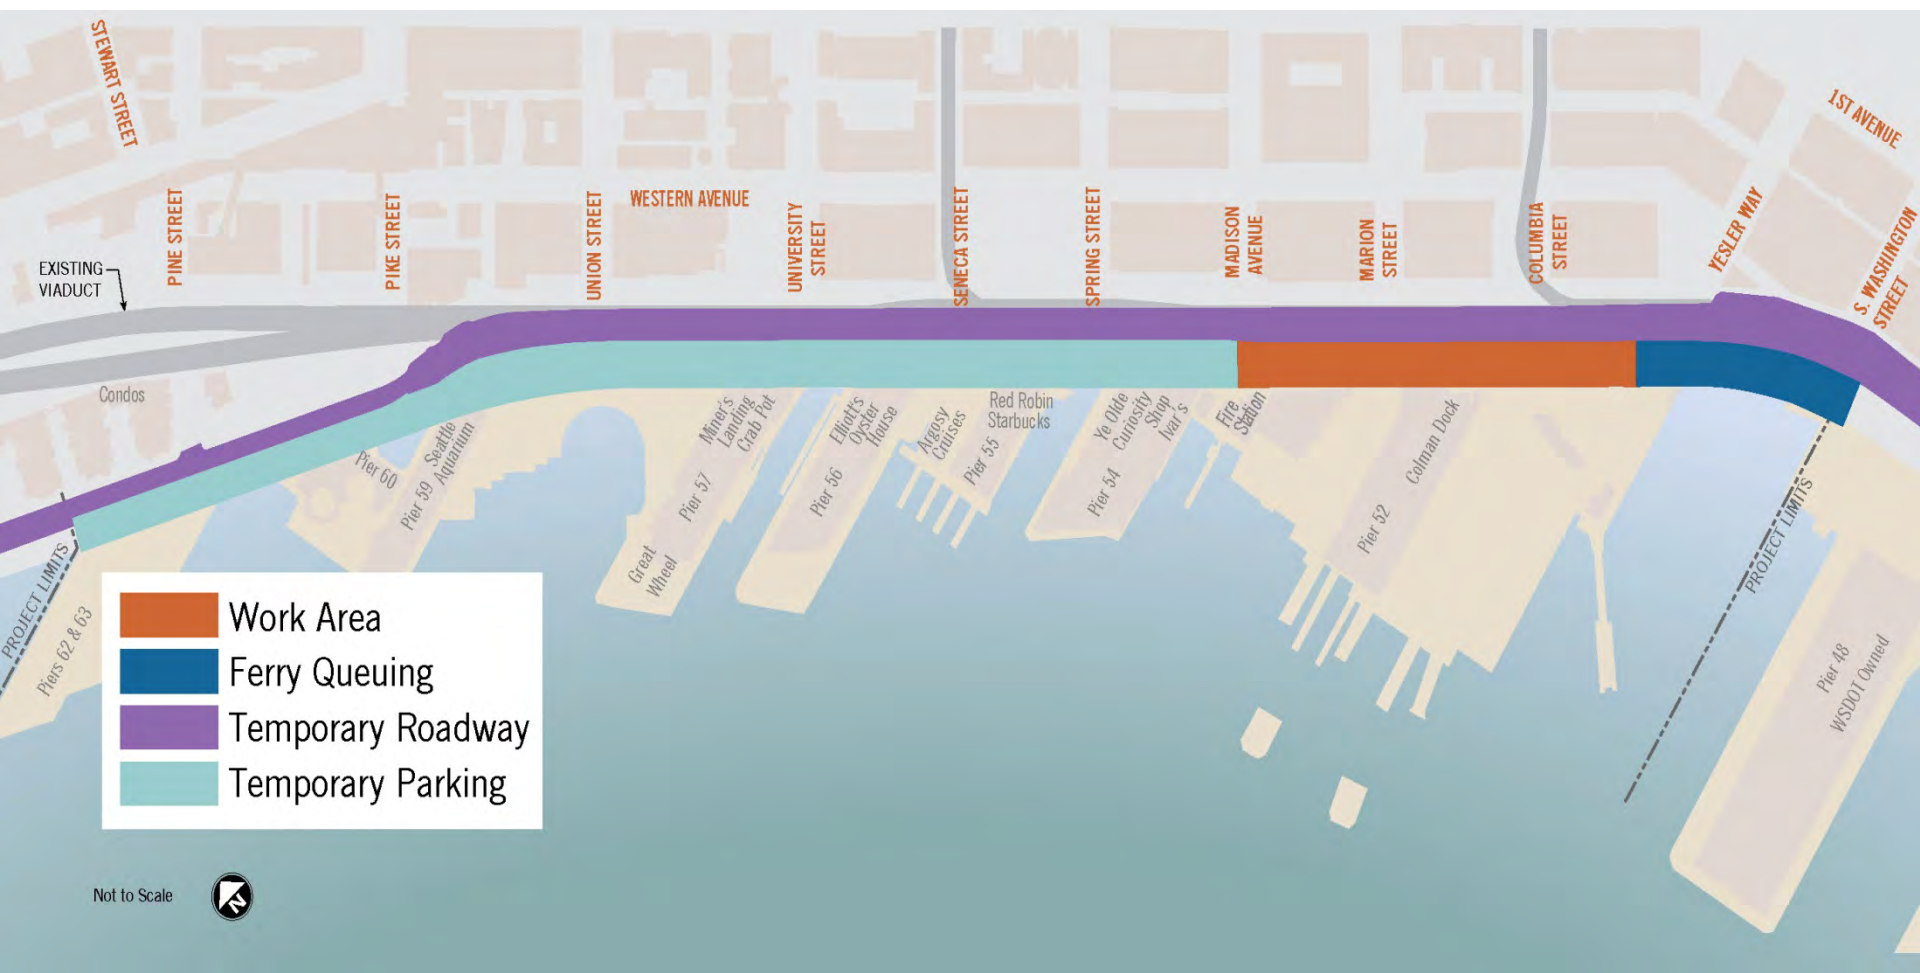 STEWART STREET
1ST AVENUE
PINE STREET
PIKE STREET
UNION STREET
WESTERN AVENUE
UNIVERSITY
STREET
SENECA STREET
SPRING STREET
MADISON
AVENUE
MARION
STREET
COLUMBIA
STREET
YESLER WAY
S. WASHINGTON
STREET
EXISTING
VIADUCT
Condos
Pier 60
Seattle
Aquarium
Pier 59
Miner's
Landing
Crab Pot
Pier 57
Great
Wheel
Elliott's
Oyster
House
Pier 56
Argosy
Cruises
Pier 55
Red Robin
Starbucks
Ye Olde
Curiosity
Shop
Ivar's
Pier 54
Fire
Station
Colman Dock
Pier 52
PROJECT LIMITS
Pier 48
WSDOT Owned
PROJECT LIMITS
Piers 62 & 63
Work Area
Ferry Queuing
Temporary Roadway
Temporary Parking
Not to Scale
N